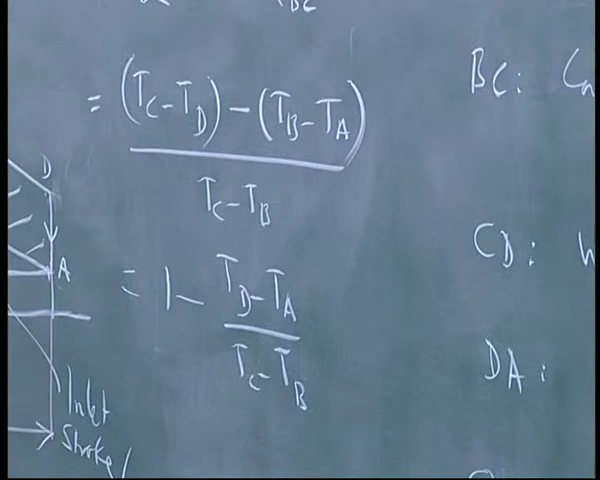 BC
= (T_C - T_D) - (T_B - T_A)
T_C - T_B
= 1 - T_D - T_A
T_C - T_B
BC:
CD:
DA:
D
A
Inlet
Stroke